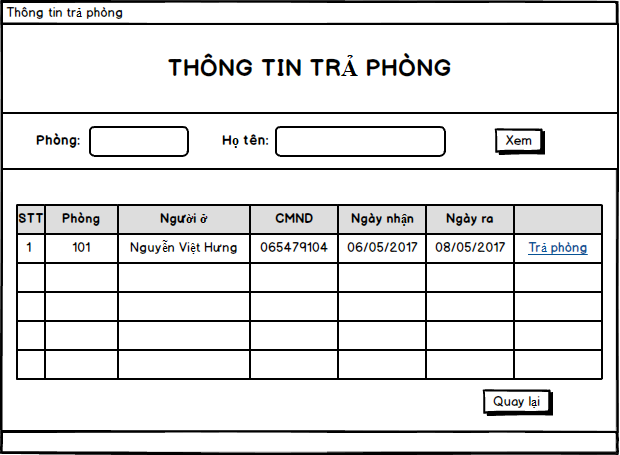 Thông tin trả phòng
THÔNG TIN TRẢ PHÒNG
Phòng: Họ tên: Xem
STT Phòng Người ở CMND Ngày nhận Ngày ra
1 101 Nguyễn Việt Hưng 065479104 06/05/2017 08/05/2017 Trả phòng
Quay lại